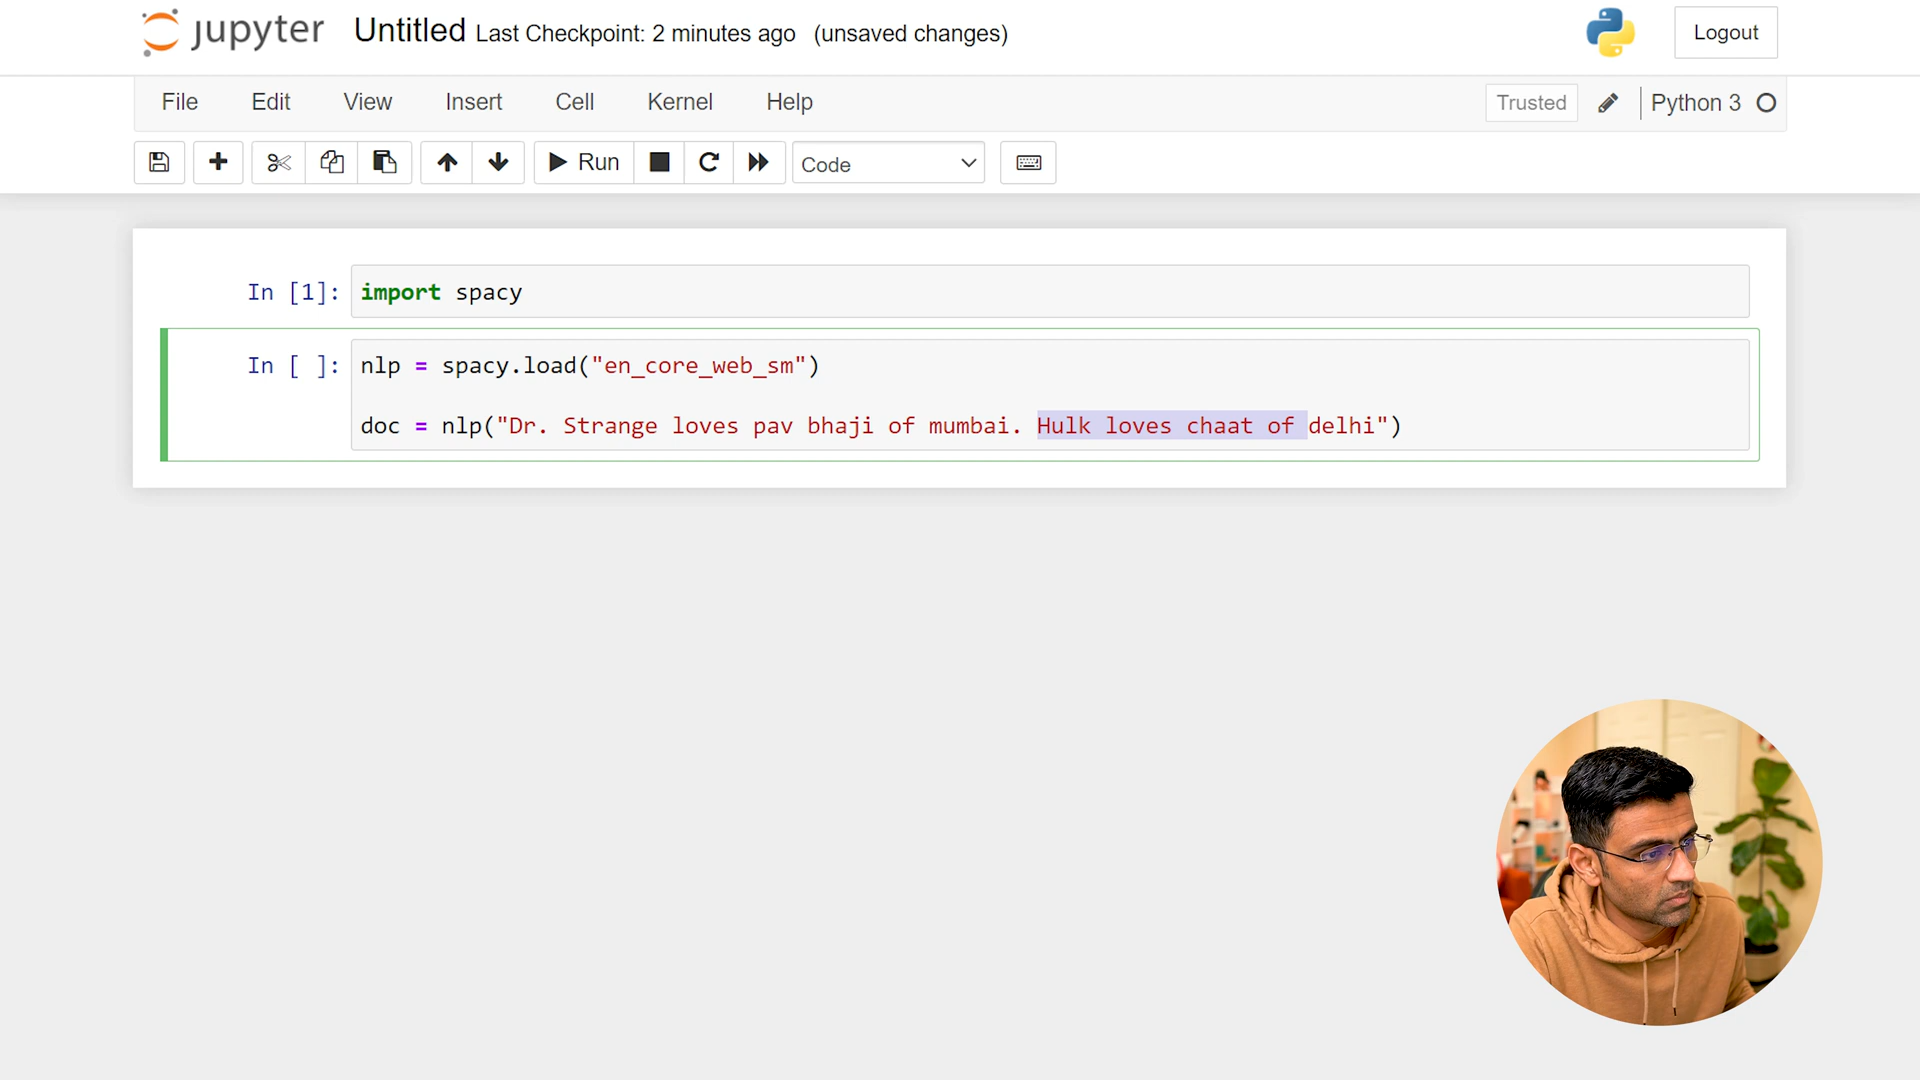 jupyter Untitled Last Checkpoint: 2 minutes ago (unsaved changes) Logout
File Edit View Insert Cell Kernel Help Trusted Python 3
Run Code
In [1]: import spacy
In [ ]: nlp = spacy.load("en_core_web_sm")
doc = nlp("Dr. Strange loves pav bhaji of mumbai. Hulk loves chaat of delhi")